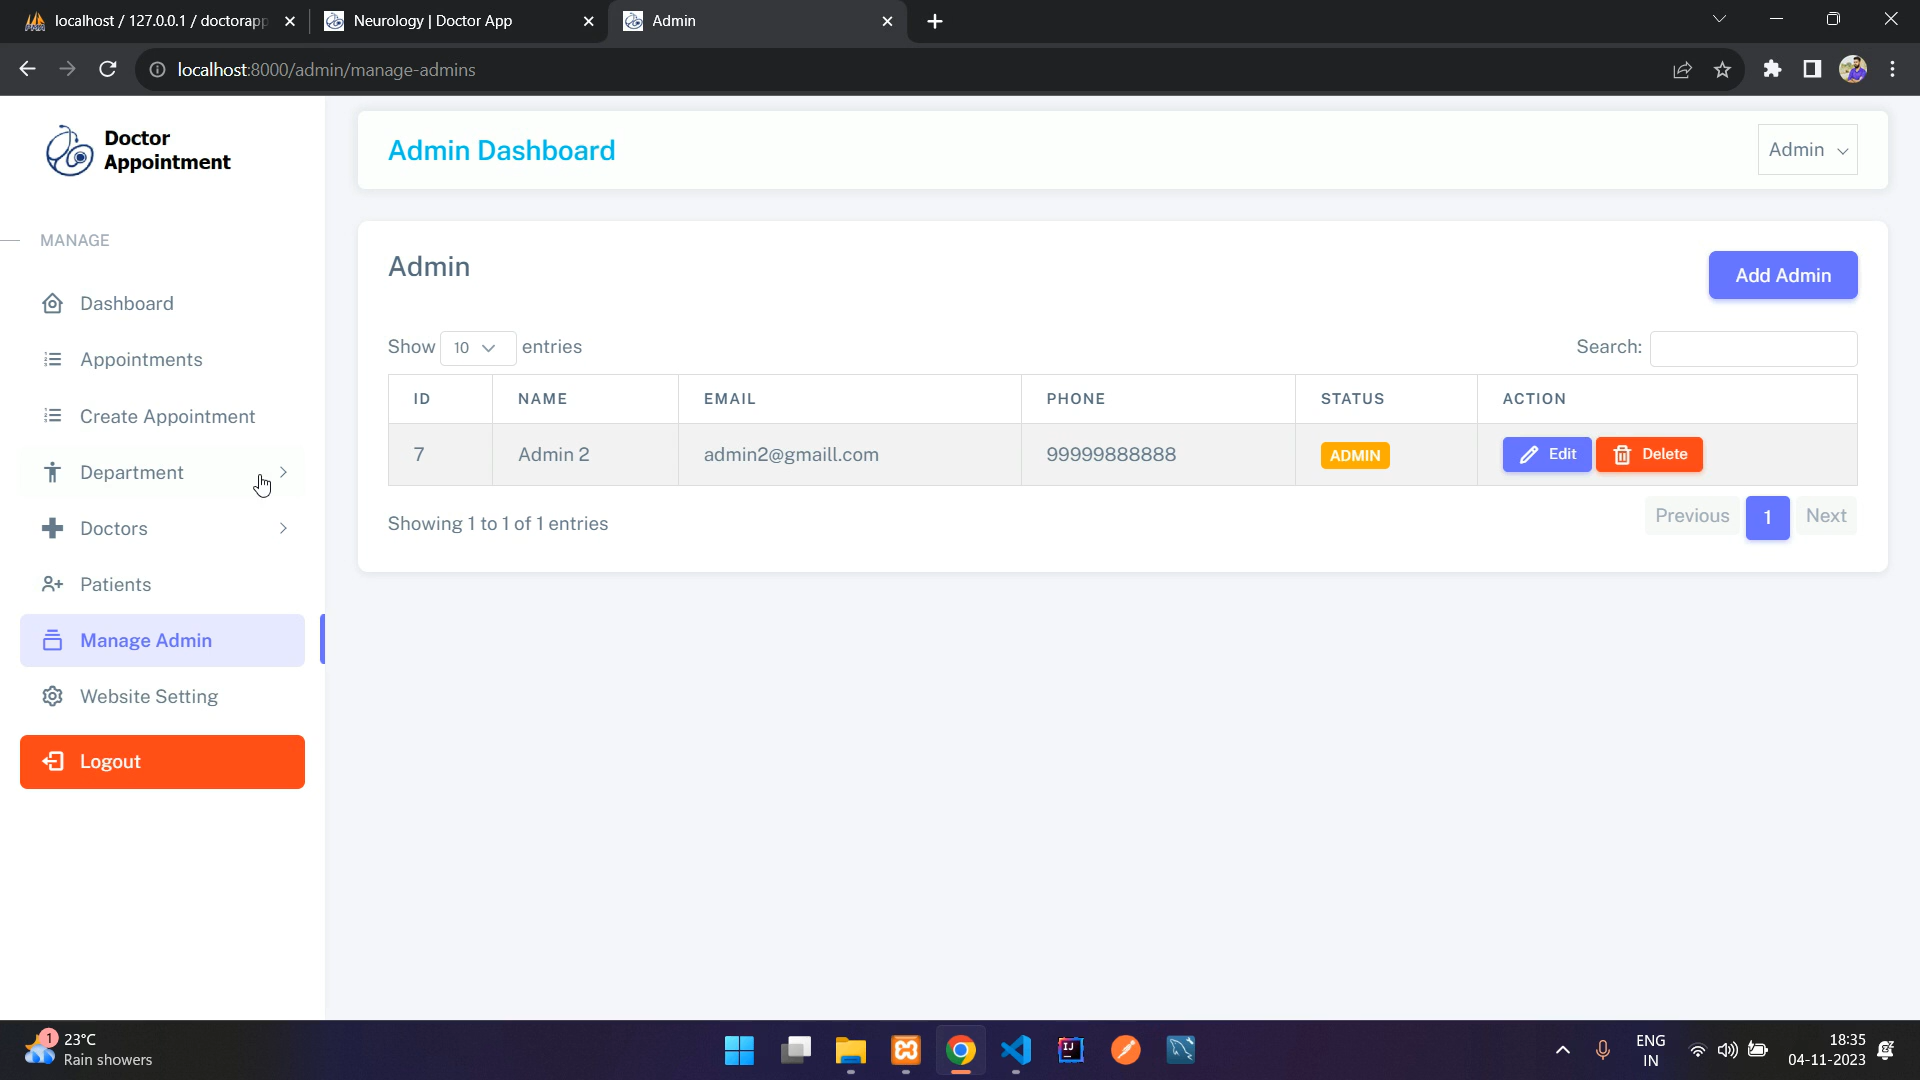 localhost / 127.0.0.1 / doctorapp
Neurology | Doctor App
Admin
localhost:8000/admin/manage-admins
Doctor
Appointment
Admin Dashboard
Admin
MANAGE
Dashboard
Appointments
Create Appointment
Department
Doctors
Patients
Manage Admin
Website Setting
Logout
Admin
Add Admin
Show 10 entries
Search:
ID NAME EMAIL PHONE STATUS ACTION
7 Admin 2 admin2@gmaill.com 99999888888 ADMIN Edit Delete
Showing 1 to 1 of 1 entries
Previous 1 Next
1
23°C
Rain showers
ENG
IN
18:35
04-11-2023